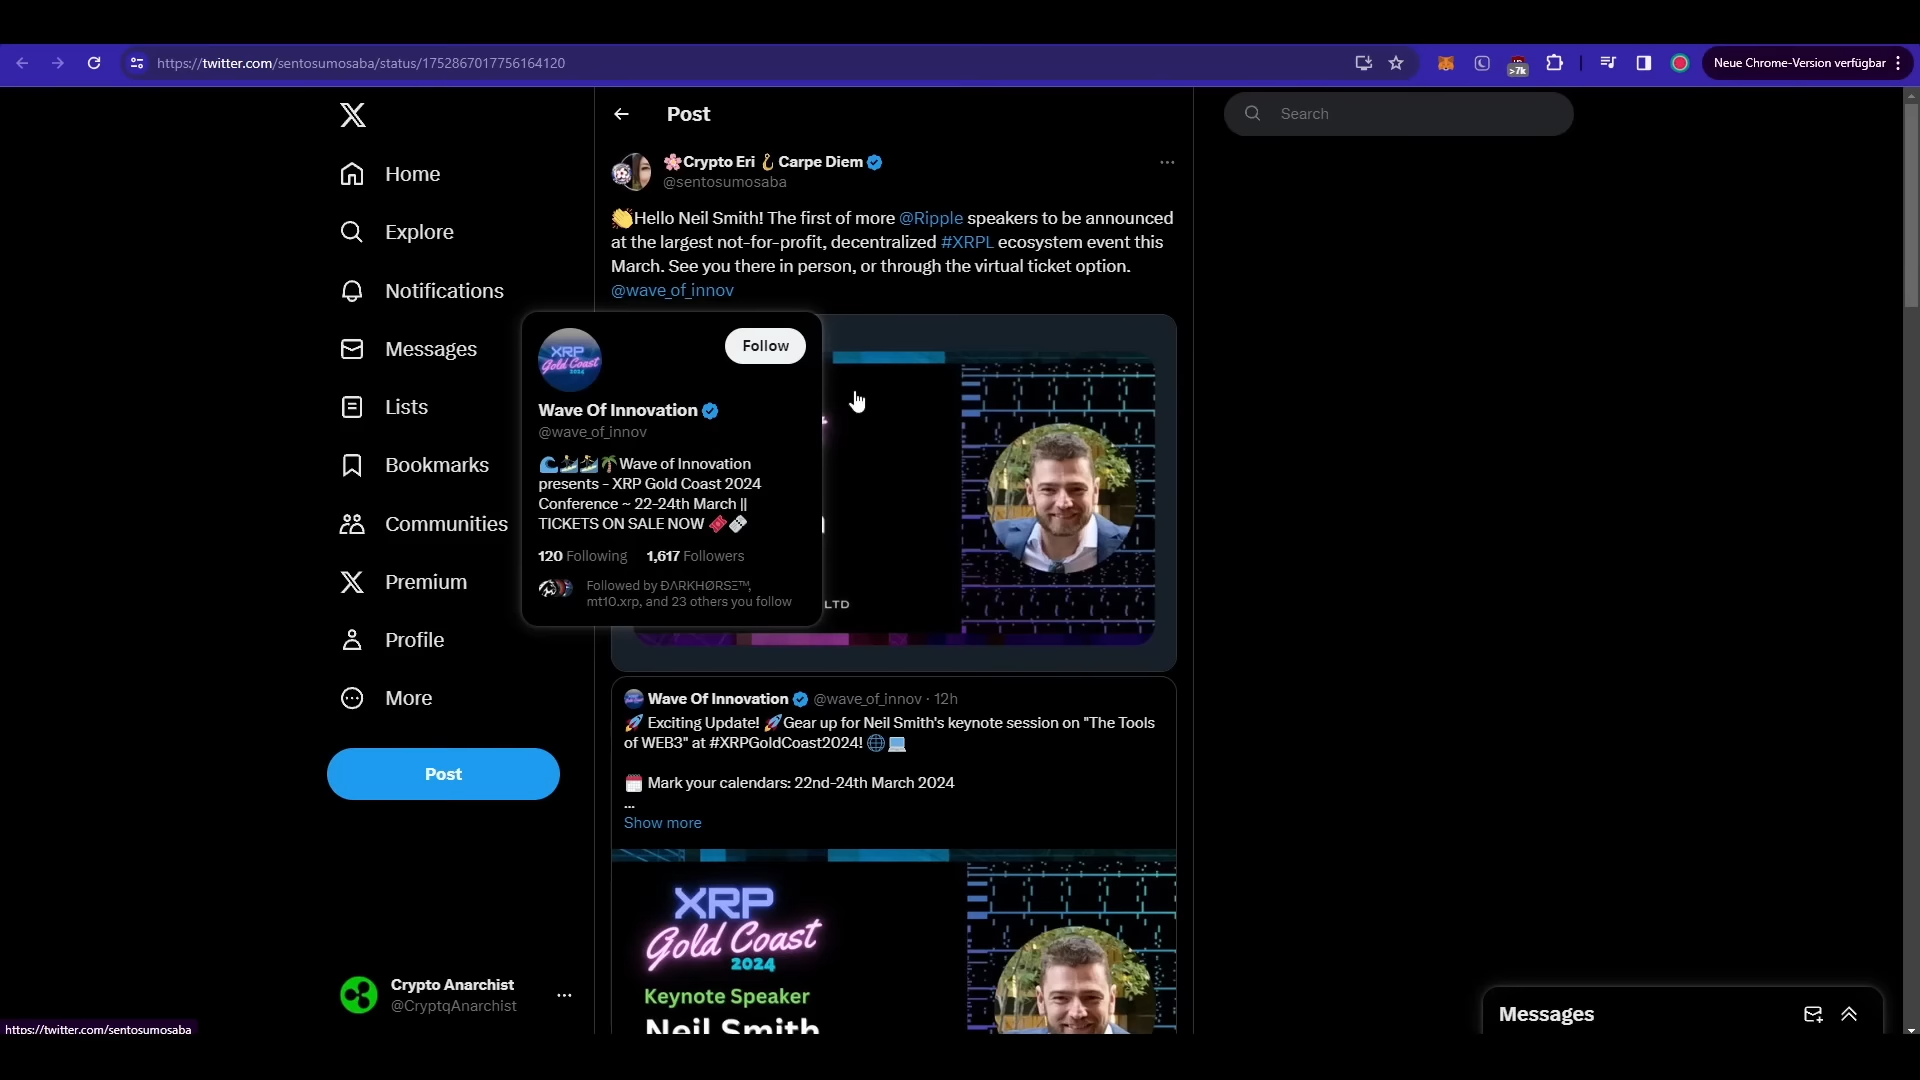 https://twitter.com/sentosumosaba/status/1752867017756164120
>7k
Neue Chrome-Version verfügbar
Home
Explore
Notifications
Messages
Lists
Bookmarks
Communities
Premium
Profile
More
Post
Crypto Anarchist
@CryptqAnarchist
https://twitter.com/sentosumosaba
Post
🌸Crypto Eri 🪝 Carpe Diem
@sentosumosaba
👏Hello Neil Smith! The first of more @Ripple speakers to be announced
at the largest not-for-profit, decentralized #XRPL ecosystem event this
March. See you there in person, or through the virtual ticket option.
@wave_of_innov
XRP
Gold Coast
2024
Follow
Wave Of Innovation
@wave_of_innov
🌊🏄🏄🌴Wave of Innovation
presents - XRP Gold Coast 2024
Conference ~ 22-24th March ||
TICKETS ON SALE NOW 🎟️🎫
120 Following 1,617 Followers
Followed by ÐΛRKHØRSΞ™,
mt10.xrp, and 23 others you follow
LTD
Wave Of Innovation @wave_of_innov · 12h
🚀 Exciting Update! 🚀Gear up for Neil Smith's keynote session on "The Tools
of WEB3" at #XRPGoldCoast2024! 🌐💻
🗓️ Mark your calendars: 22nd-24th March 2024
...
Show more
XRP
Gold Coast
2024
Keynote Speaker
Neil Smith
Search
Messages